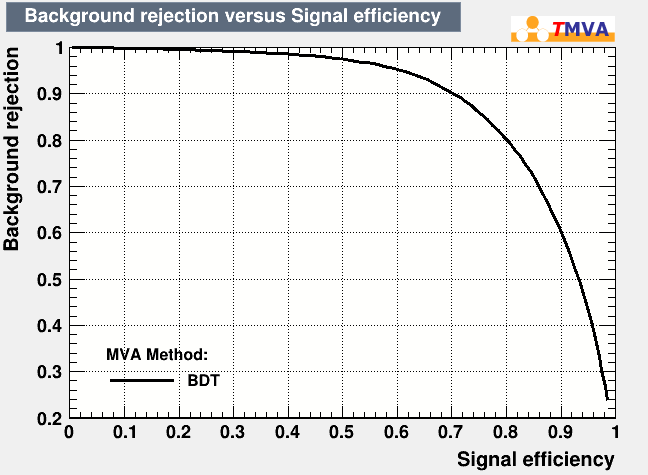 Background rejection versus Signal efficiency
TMVA
Background rejection
1
0.9
0.8
0.7
0.6
0.5
0.4
0.3
0.2
MVA Method:
BDT
0 0.1 0.2 0.3 0.4 0.5 0.6 0.7 0.8 0.9 1
Signal efficiency